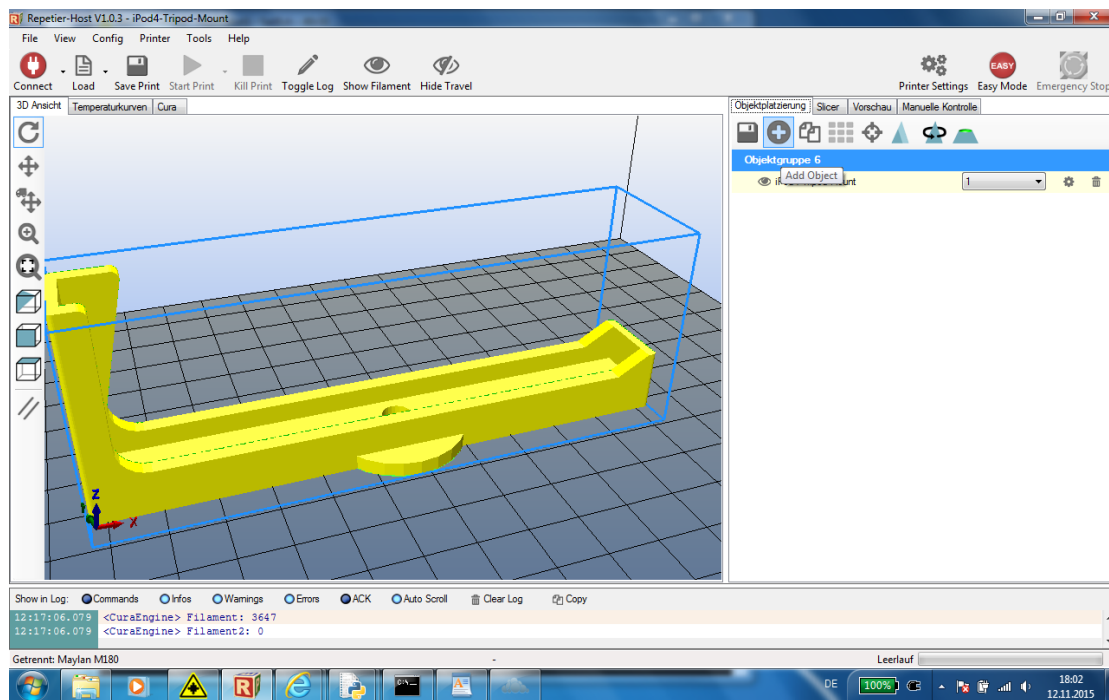 Repetier-Host V1.0.3 - iPod4-Tripod-Mount
File View Config Printer Tools Help
Connect Load Save Print Start Print Kill Print Toggle Log Show Filament Hide Travel Printer Settings Easy Mode Emergency Stop
EASY
3D Ansicht Temperaturkurven Cura
Objektplatzierung Slicer Vorschau Manuelle Kontrolle
Objektgruppe 6
Add Object
1
Z
X
Show in Log: Commands Infos Warnings Errors ACK Auto Scroll Clear Log Copy
12:17:06.079 <CuraEngine> Filament: 3647
12:17:06.079 <CuraEngine> Filament2: 0
Getrennt: Maylan M180 - Leerlauf
DE 100% 18:02
12.11.2015